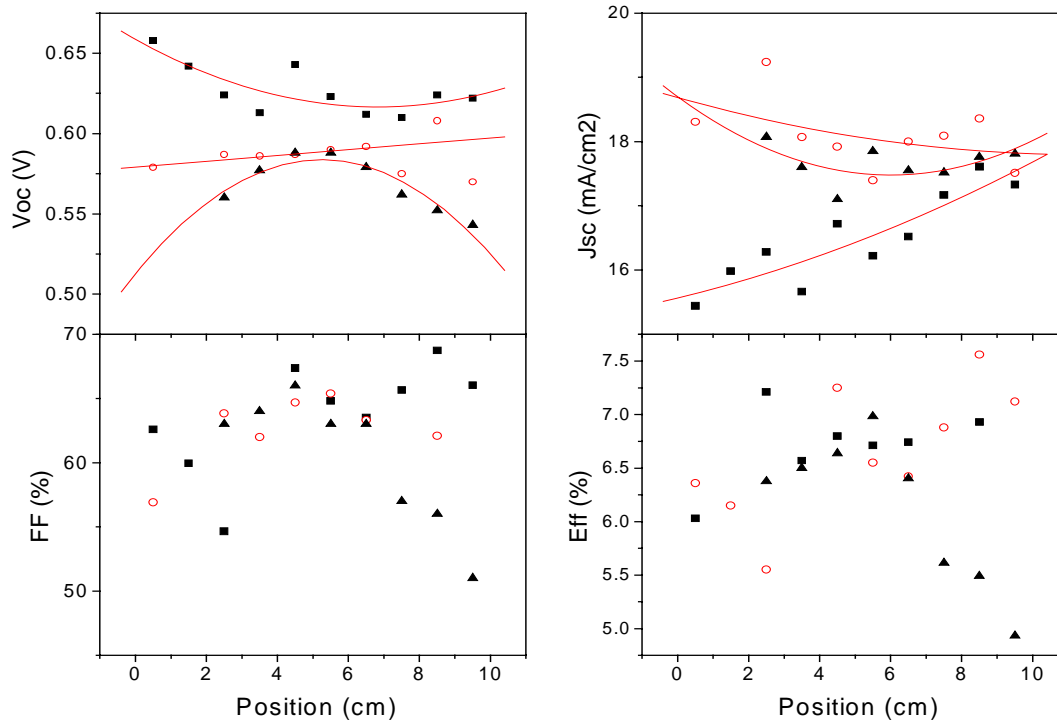 0.65
0.60
0.55
0.50
Voc (V)
20
18
16
Jsc (mA/cm2)
70
60
50
FF (%)
0 2 4 6 8 10
Position (cm)
7.5
7.0
6.5
6.0
5.5
5.0
Eff (%)
0 2 4 6 8 10
Position (cm)